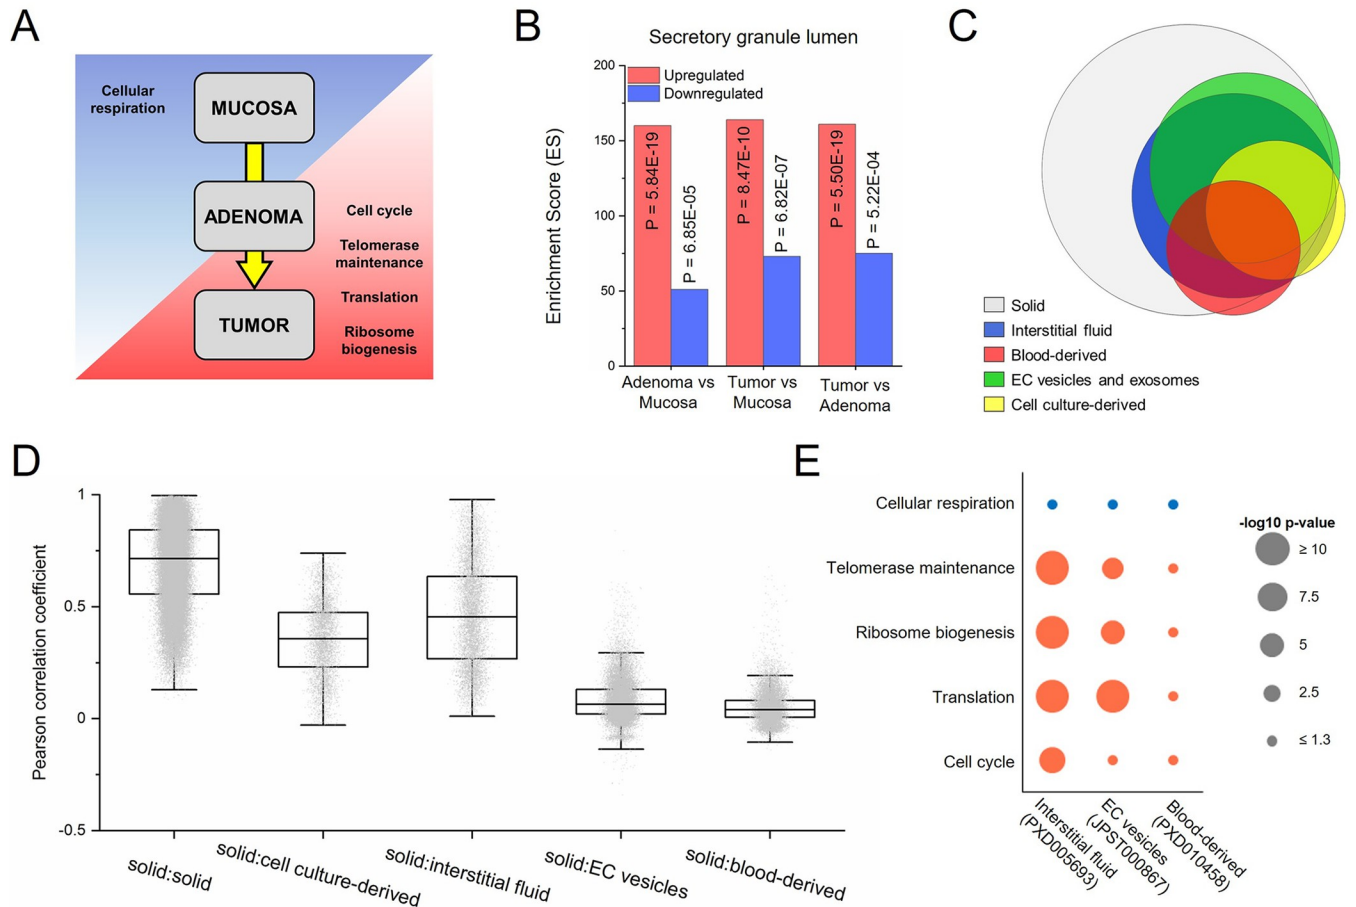 A
Cellular
respiration
MUCOSA
ADENOMA
TUMOR
Cell cycle
Telomerase
maintenance
Translation
Ribosome
biogenesis
B
Secretory granule lumen
Upregulated
Downregulated
Enrichment Score (ES)
200
150
100
50
0
P = 5.84E-19
P = 6.85E-05
P = 8.47E-10
P = 6.82E-07
P = 5.50E-19
P = 5.22E-04
Adenoma vs
Mucosa
Tumor vs
Mucosa
Tumor vs
Adenoma
C
Solid
Interstitial fluid
Blood-derived
EC vesicles and exosomes
Cell culture-derived
D
Pearson correlation coefficient
1
0.5
0
-0.5
solid:solid
solid:cell culture-derived
solid:interstitial fluid
solid:EC vesicles
solid:blood-derived
E
Cellular respiration
Telomerase maintenance
Ribosome biogenesis
Translation
Cell cycle
Interstitial fluid
(PXD005693)
EC vesicles
(JPST000867)
Blood-derived
(PXD010458)
-log10 p-value
≥ 10
7.5
5
2.5
≤ 1.3